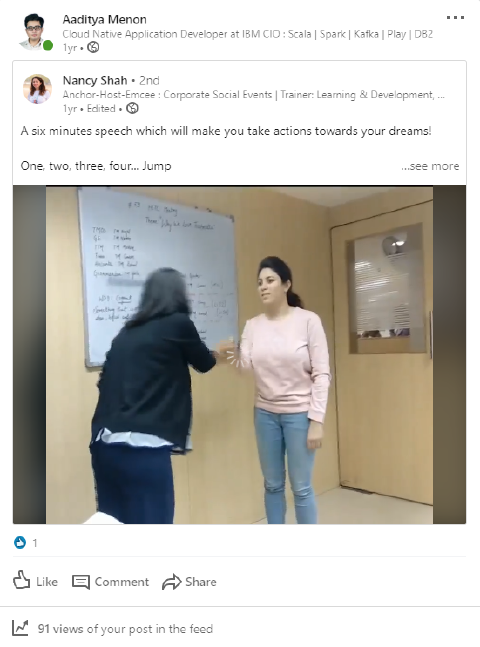 Aaditya Menon
Cloud Native Application Developer at IBM CIO : Scala | Spark | Kafka | Play | DB2
1yr •
Nancy Shah • 2nd
Anchor-Host-Emcee : Corporate Social Events | Trainer: Learning & Development, ...
1yr • Edited •
A six minutes speech which will make you take actions towards your dreams!
One, two, three, four... Jump
...see more
1
Like Comment Share
91 views of your post in the feed